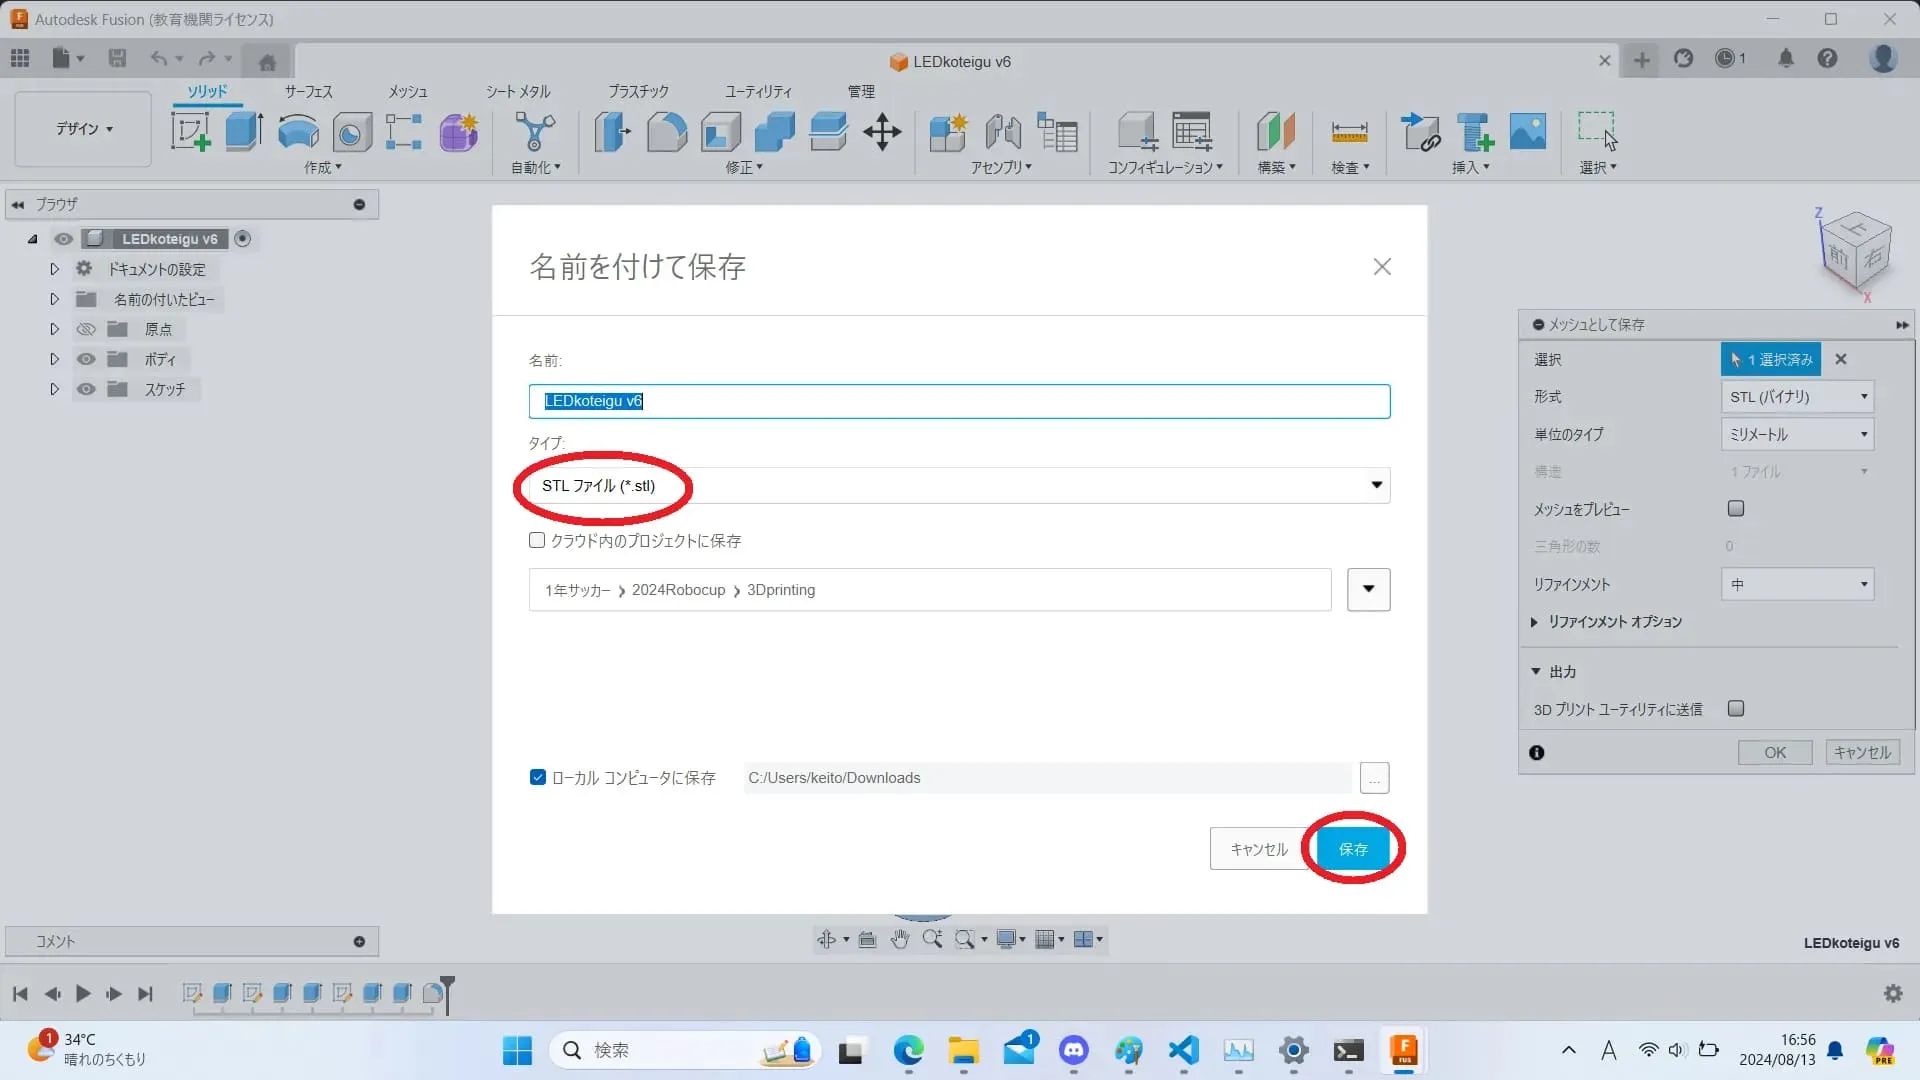 Autodesk Fusion (教育機関ライセンス)
LEDkoteigu v6
1
ソリッド
サーフェス
メッシュ
シート メタル
プラスチック
ユーティリティ
管理
デザイン
作成
自動化
修正
アセンブリ
コンフィギュレーション
構築
検査
挿入
選択
ブラウザ
LEDkoteigu v6
ドキュメントの設定
名前の付いたビュー
原点
ボディ
スケッチ
Z
上
前
右
X
名前を付けて保存
名前:
LEDkoteigu v6
タイプ:
STL ファイル (*.stl)
クラウド内のプロジェクトに保存
1年サッカー
2024Robocup
3Dprinting
ローカル コンピュータに保存
C:/Users/keito/Downloads
...
キャンセル
保存
メッシュとして保存
選択
1 選択済み
形式
STL (バイナリ)
単位のタイプ
ミリメートル
構造
1 ファイル
メッシュをプレビュー
三角形の数
0
リファインメント
中
リファインメント オプション
出力
3D プリント ユーティリティに送信
OK
キャンセル
コメント
LEDkoteigu v6
1
34°C
晴れのちくもり
検索
1
F
FUS
A
16:56
2024/08/13
PRE